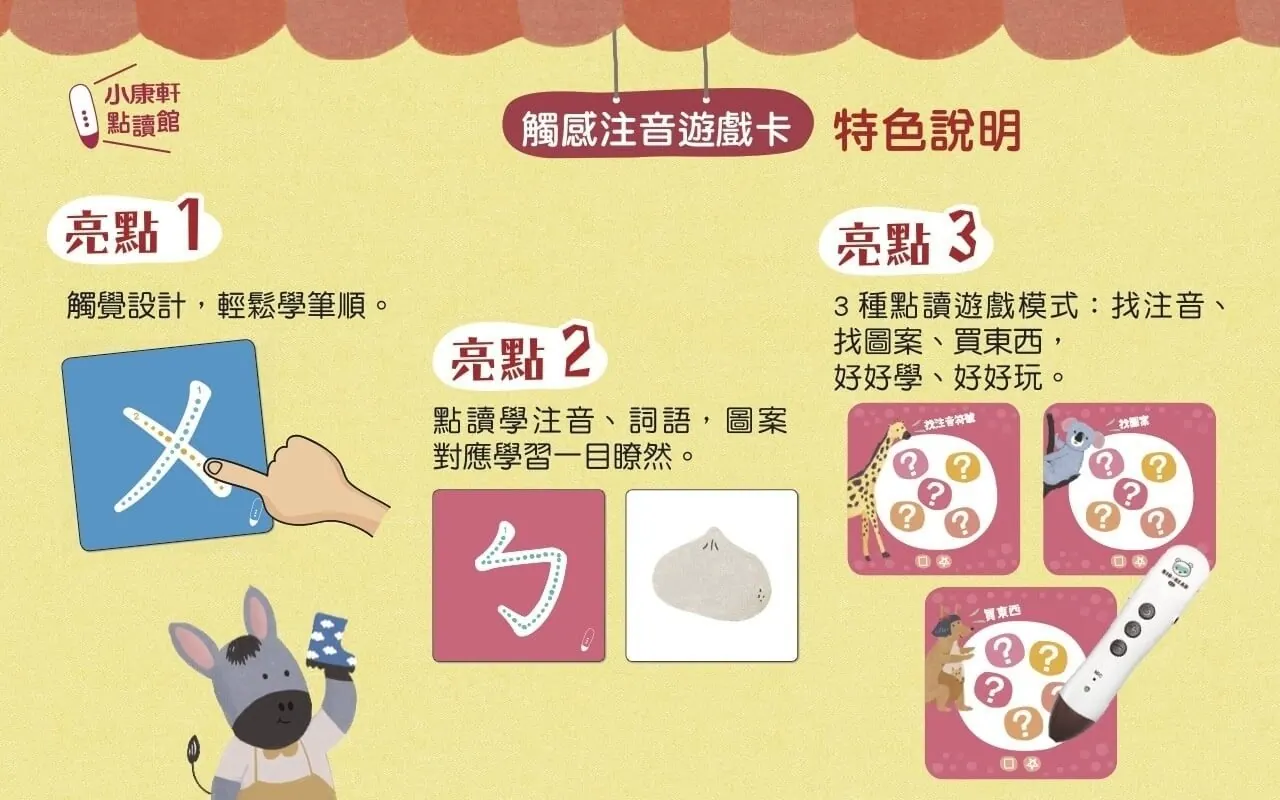 小康軒
點讀館
觸感注音遊戲卡 特色說明
亮點 1
觸覺設計，輕鬆學筆順。
1
2
ㄨ
亮點 2
點讀學注音、詞語，圖案
對應學習一目瞭然。
1
ㄅ
亮點 3
3 種點讀遊戲模式：找注音、
找圖案、買東西，
好好學、好好玩。
找注音符號
? ? ? ? ?
找圖案
? ? ? ? ?
買東西
? ? ? ?